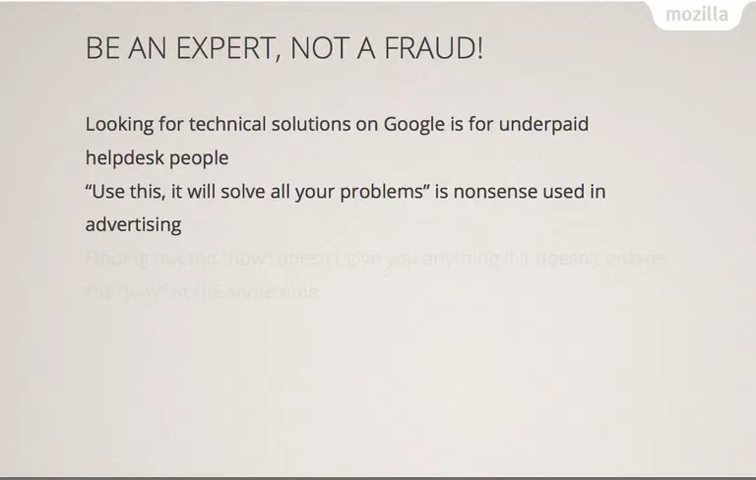 mozilla
BE AN EXPERT, NOT A FRAUD!
Looking for technical solutions on Google is for underpaid
helpdesk people
“Use this, it will solve all your problems” is nonsense used in
advertising
Finding out the "how" doesn't give you anything if it doesn't answer
the "why" at the same time.